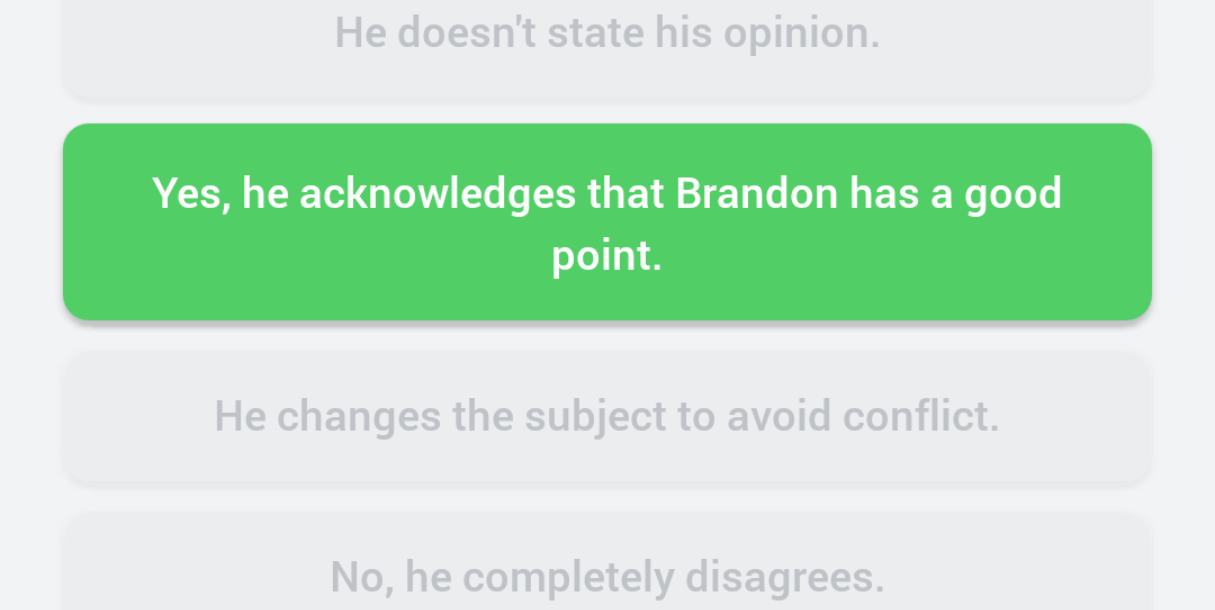 He doesn't state his opinion.
Yes, he acknowledges that Brandon has a good
point.
He changes the subject to avoid conflict.
No, he completely disagrees.